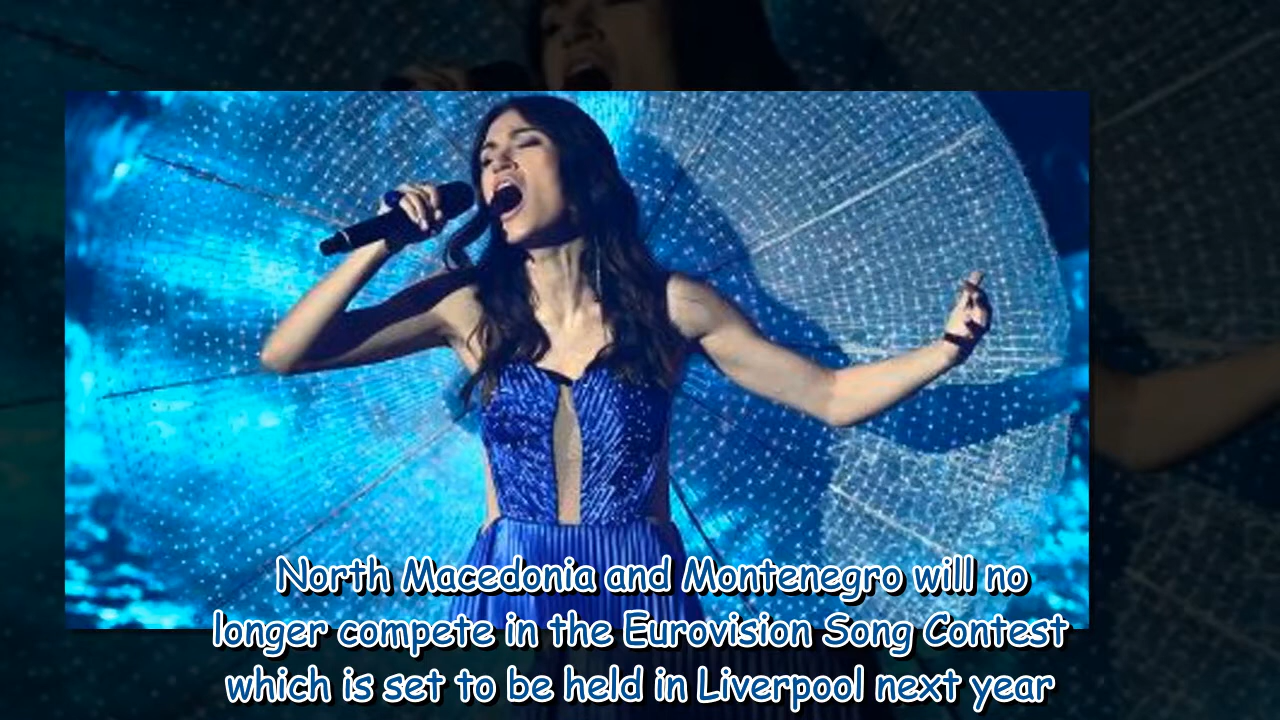 North Macedonia and Montenegro will no
longer compete in the Eurovision Song Contest
which is set to be held in Liverpool next year